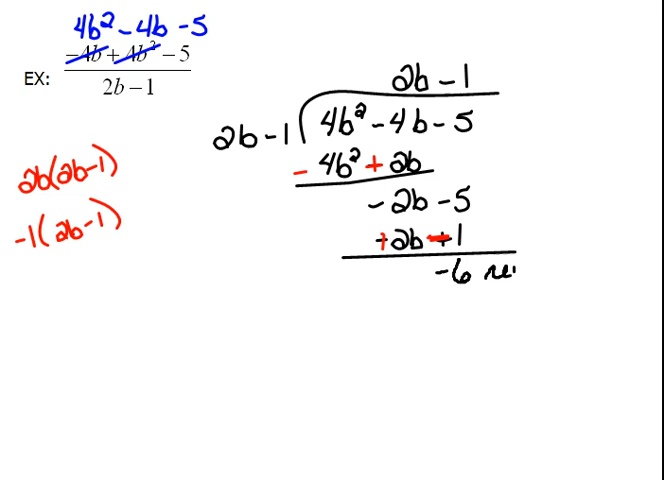 4b² - 4b - 5
-4b + 4b² - 5
EX:
2b - 1
2b - 1
2b - 1 4b² - 4b - 5
2b(2b-1)
- 4b² + 2b
- 2b - 5
-1(2b-1)
+2b - 1
-6